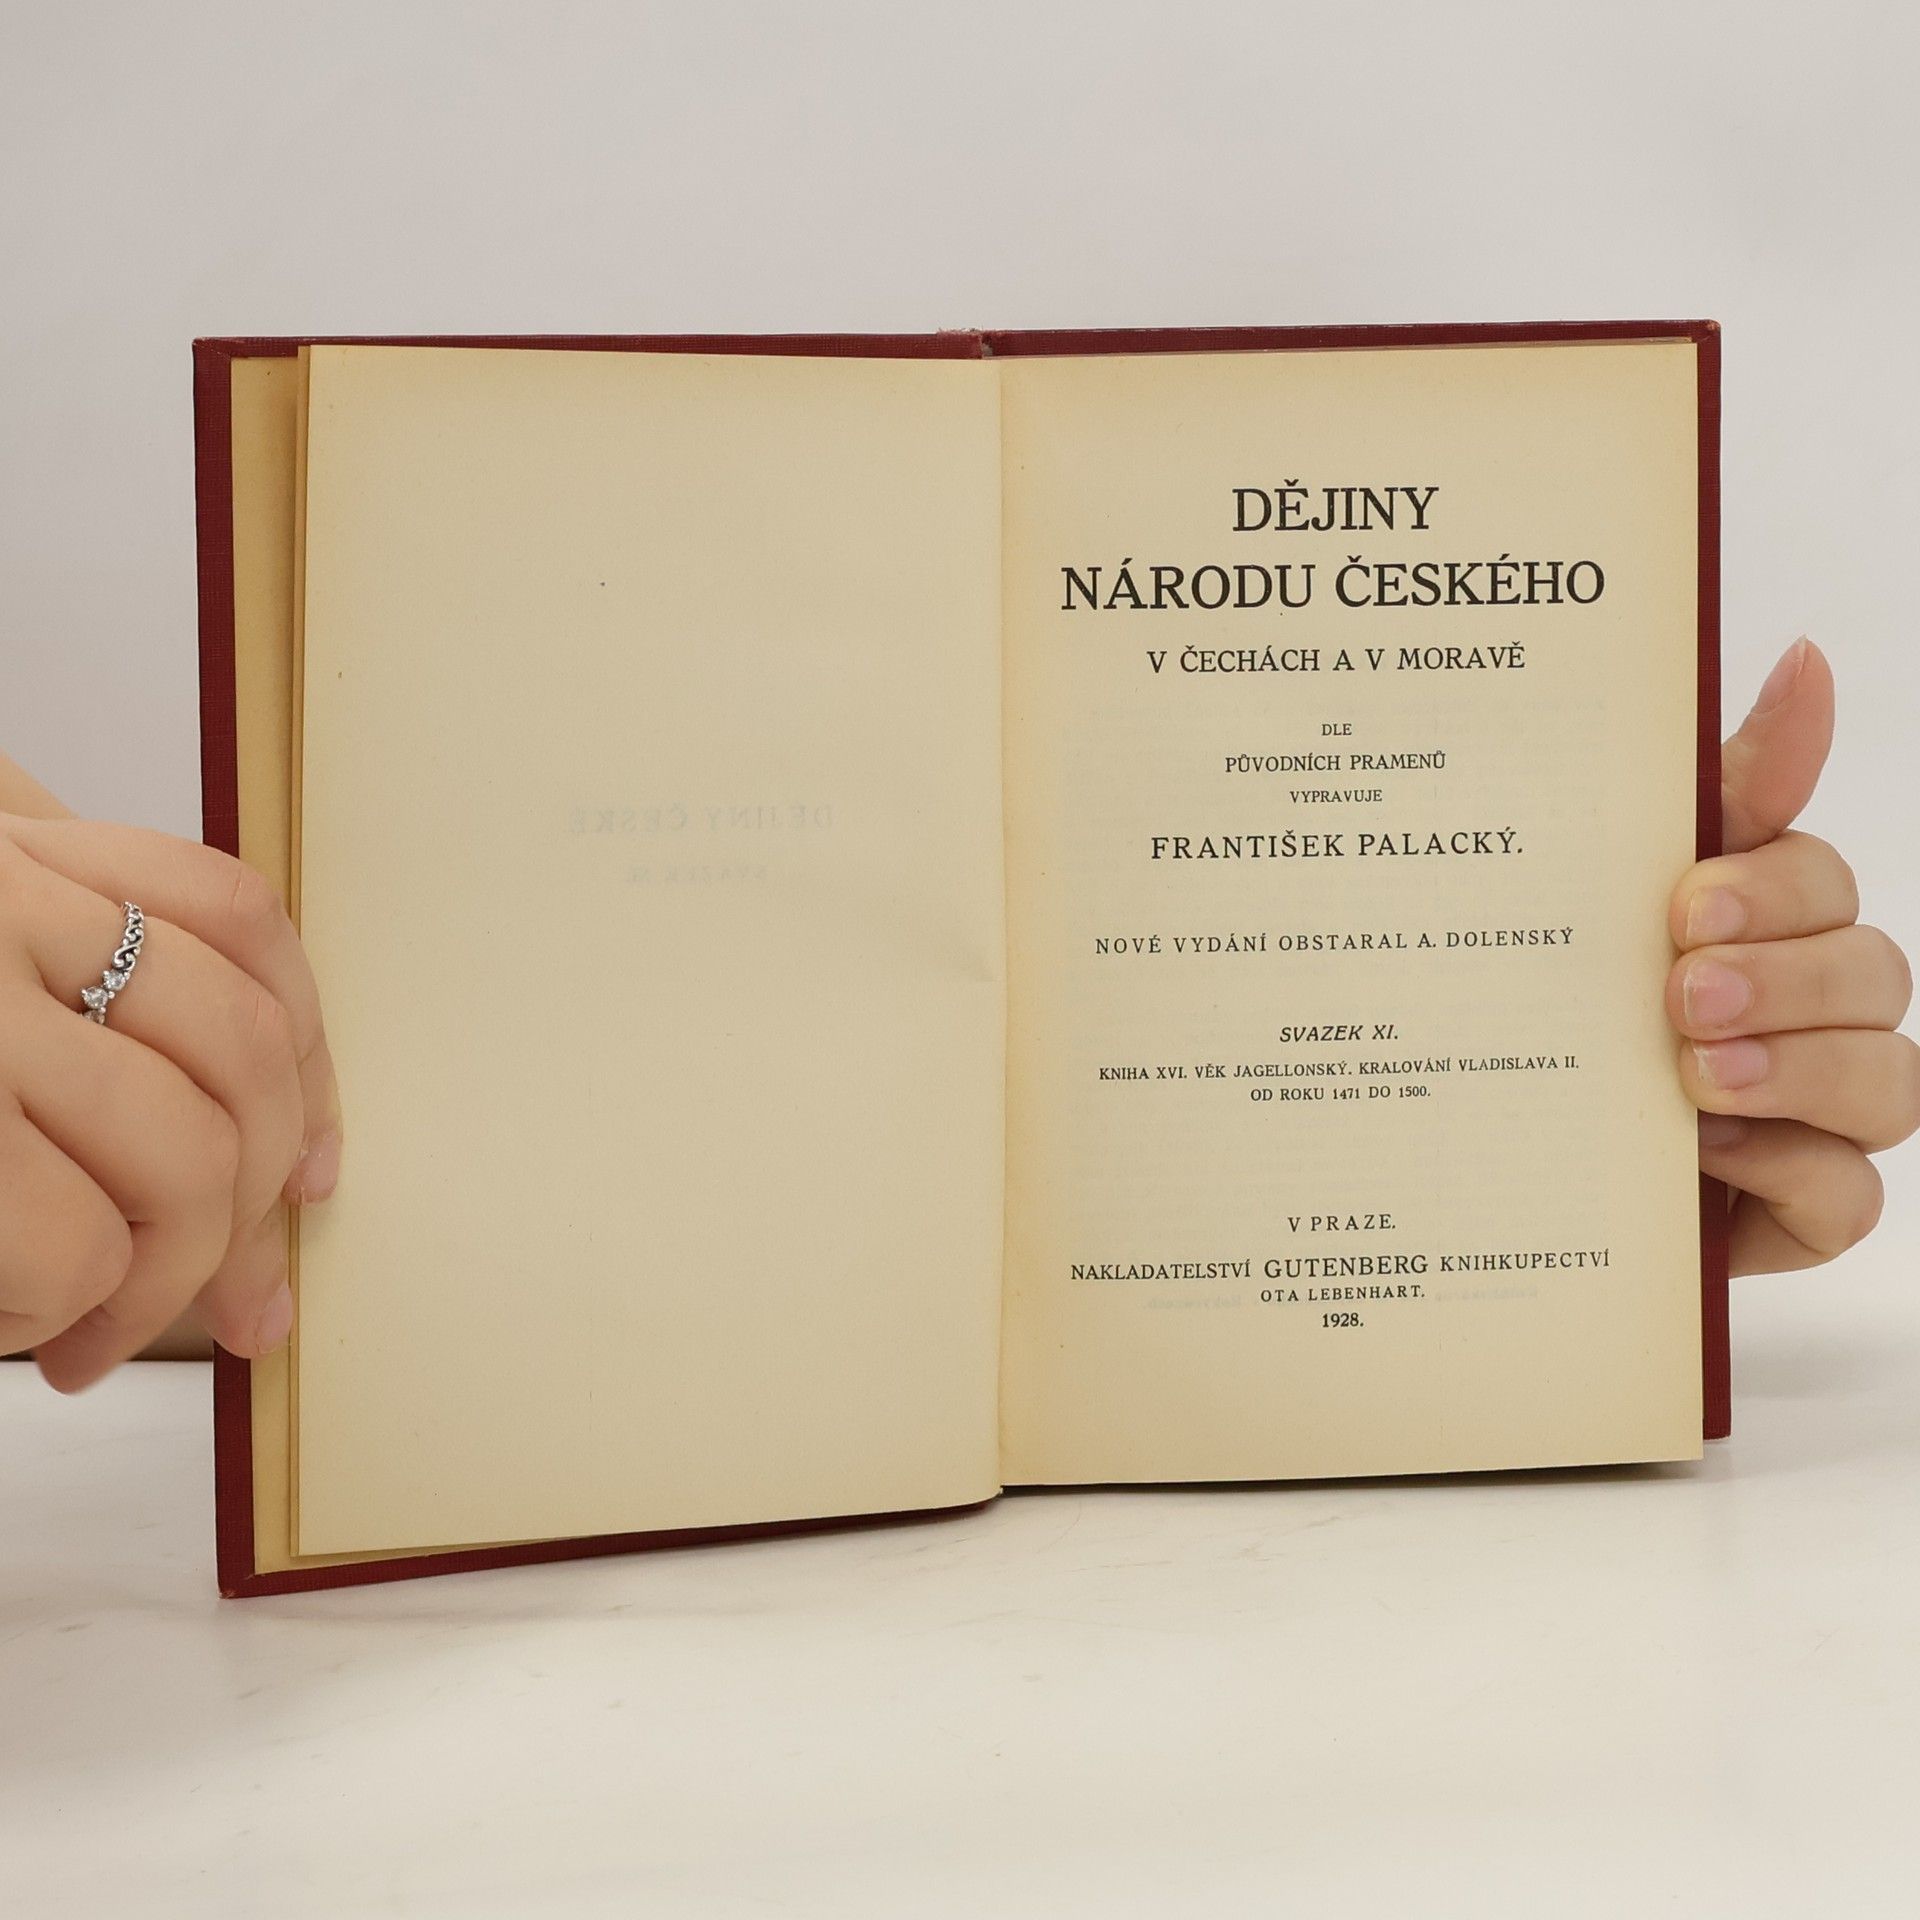 DĚJINY
NÁRODU ČESKÉHO
V ČECHÁCH A V MORAVĚ
DLE
PŮVODNÍCH PRAMENŮ
VYPRAVUJE
FRANTIŠEK PALACKÝ.
NOVÉ VYDÁNÍ OBSTARAL A. DOLENSKÝ
SVAZEK XI.
KNIHA XVI. VĚK JAGELLONSKÝ. KRALOVÁNÍ VLADISLAVA II.
OD ROKU 1471 DO 1500.
V PRAZE.
NAKLADATELSTVÍ GUTENBERG KNIHKUPECTVÍ
OTA LEBENHART.
1928.